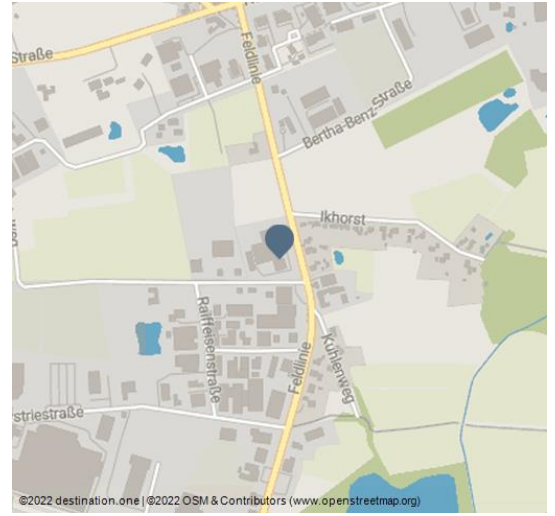 Straße
Feldlinie
Bertha-Benz-Straße
Ikhorst
Weg
Raiffeisenstraße
Feldlinie
Kuhlenweg
striestraße
©2022 destination.one | ©2022 OSM & Contributors (www.openstreetmap.org)